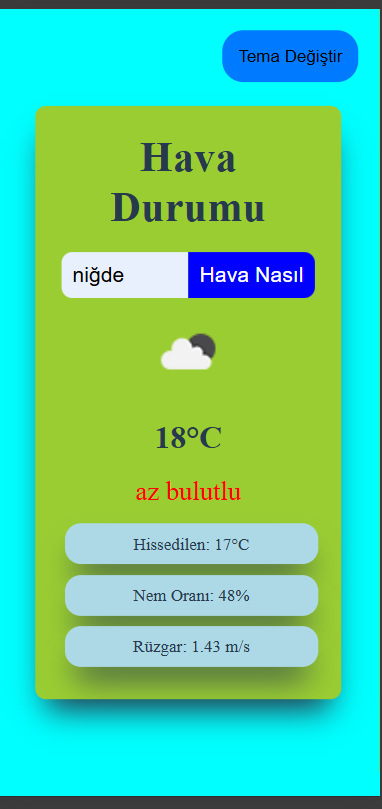 Tema Değiştir
Hava
Durumu
niğde
Hava Nasıl
18°C
az bulutlu
Hissedilen: 17°C
Nem Oranı: 48%
Rüzgar: 1.43 m/s